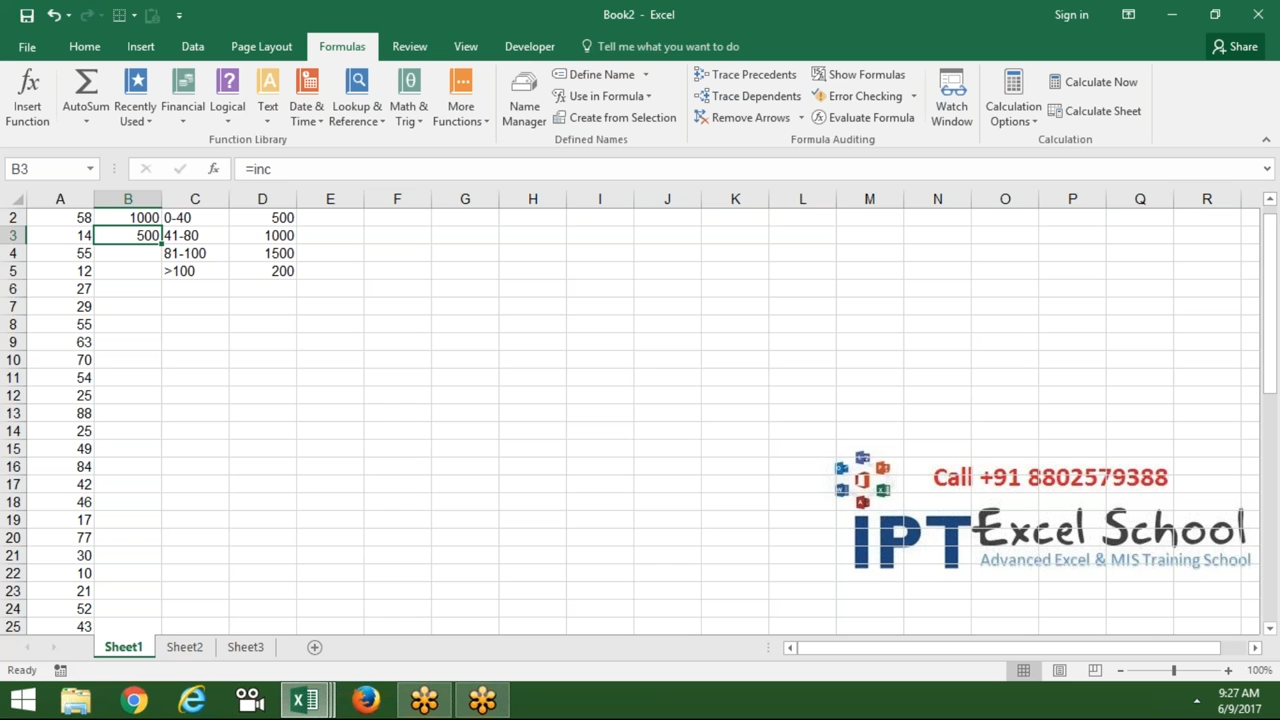 Book2 - Excel
Sign in
File Home Insert Data Page Layout Formulas Review View Developer Tell me what you want to do Share
Insert Function
AutoSum
Recently Used
Financial
Logical
Text
Date & Time
Lookup & Reference
Math & Trig
More Functions
Function Library
Name Manager
Define Name
Use in Formula
Create from Selection
Defined Names
Trace Precedents
Trace Dependents
Remove Arrows
Show Formulas
Error Checking
Evaluate Formula
Formula Auditing
Watch Window
Calculation Options
Calculate Now
Calculate Sheet
Calculation
B3 fx =inc
A B C D E F G H I J K L M N O P Q R
2 58 1000 0-40 500
3 14 500 41-80 1000
4 55 81-100 1500
5 12 >100 200
6 27
7 29
8 55
9 63
10 70
11 54
12 25
13 88
14 25
15 49
16 84
17 42
18 46
19 17
20 77
21 30
22 10
23 21
24 52
25 43
Call +91 8802579388
IPT Excel School
Advanced Excel & MIS Training School
Sheet1 Sheet2 Sheet3
Ready
100%
9:27 AM
6/9/2017